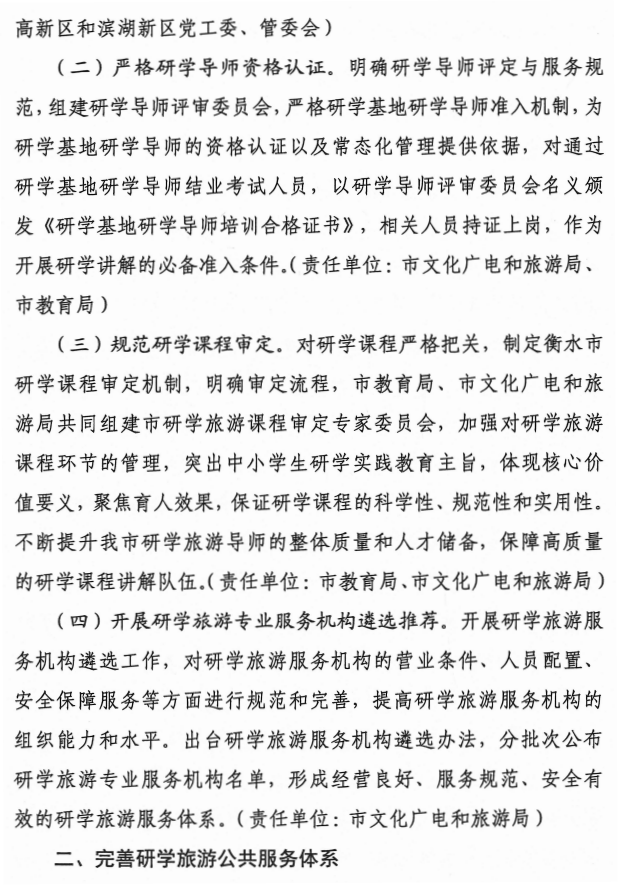 高新区和滨湖新区党工委、管委会)
(二)严格研学导师资格认证。明确研学导师评定与服务规
范,组建研学导师评审委员会,严格研学基地研学导师准入机制,为
研学基地研学导师的资格认证以及常态化管理提供依据,对通过
研学基地研学导师结业考试人员,以研学导师评审委员会名义颁
发《研学基地研学导师培训合格证书》,相关人员持证上岗,作为
开展研学讲解的必备准入条件。(责任单位:市文化广电和旅游局、
市教育局)
(三)规范研学课程审定。对研学课程严格把关,制定衡水市
研学课程审定机制,明确审定流程,市教育局、市文化广电和旅
游局共同组建市研学旅游课程审定专家委员会,加强对研学旅游
课程环节的管理,突出中小学生研学实践教育主旨,体现核心价
值要义,聚焦育人效果,保证研学课程的科学性、规范性和实用性。
不断提升我市研学旅游导师的整体质量和人才储备,保障高质量
的研学课程讲解队伍。(责任单位:市教育局、市文化广电和旅游局)
(四)开展研学旅游专业服务机构遴选推荐。开展研学旅游服
务机构遴选工作,对研学旅游服务机构的营业条件、人员配置、
安全保障服务等方面进行规范和完善,提高研学旅游服务机构的
组织能力和水平。出台研学旅游服务机构遴选办法,分批次公布
研学旅游专业服务机构名单,形成经营良好、服务规范、安全有
效的研学旅游服务体系。(责任单位:市文化广电和旅游局)
二、完善研学旅游公共服务体系